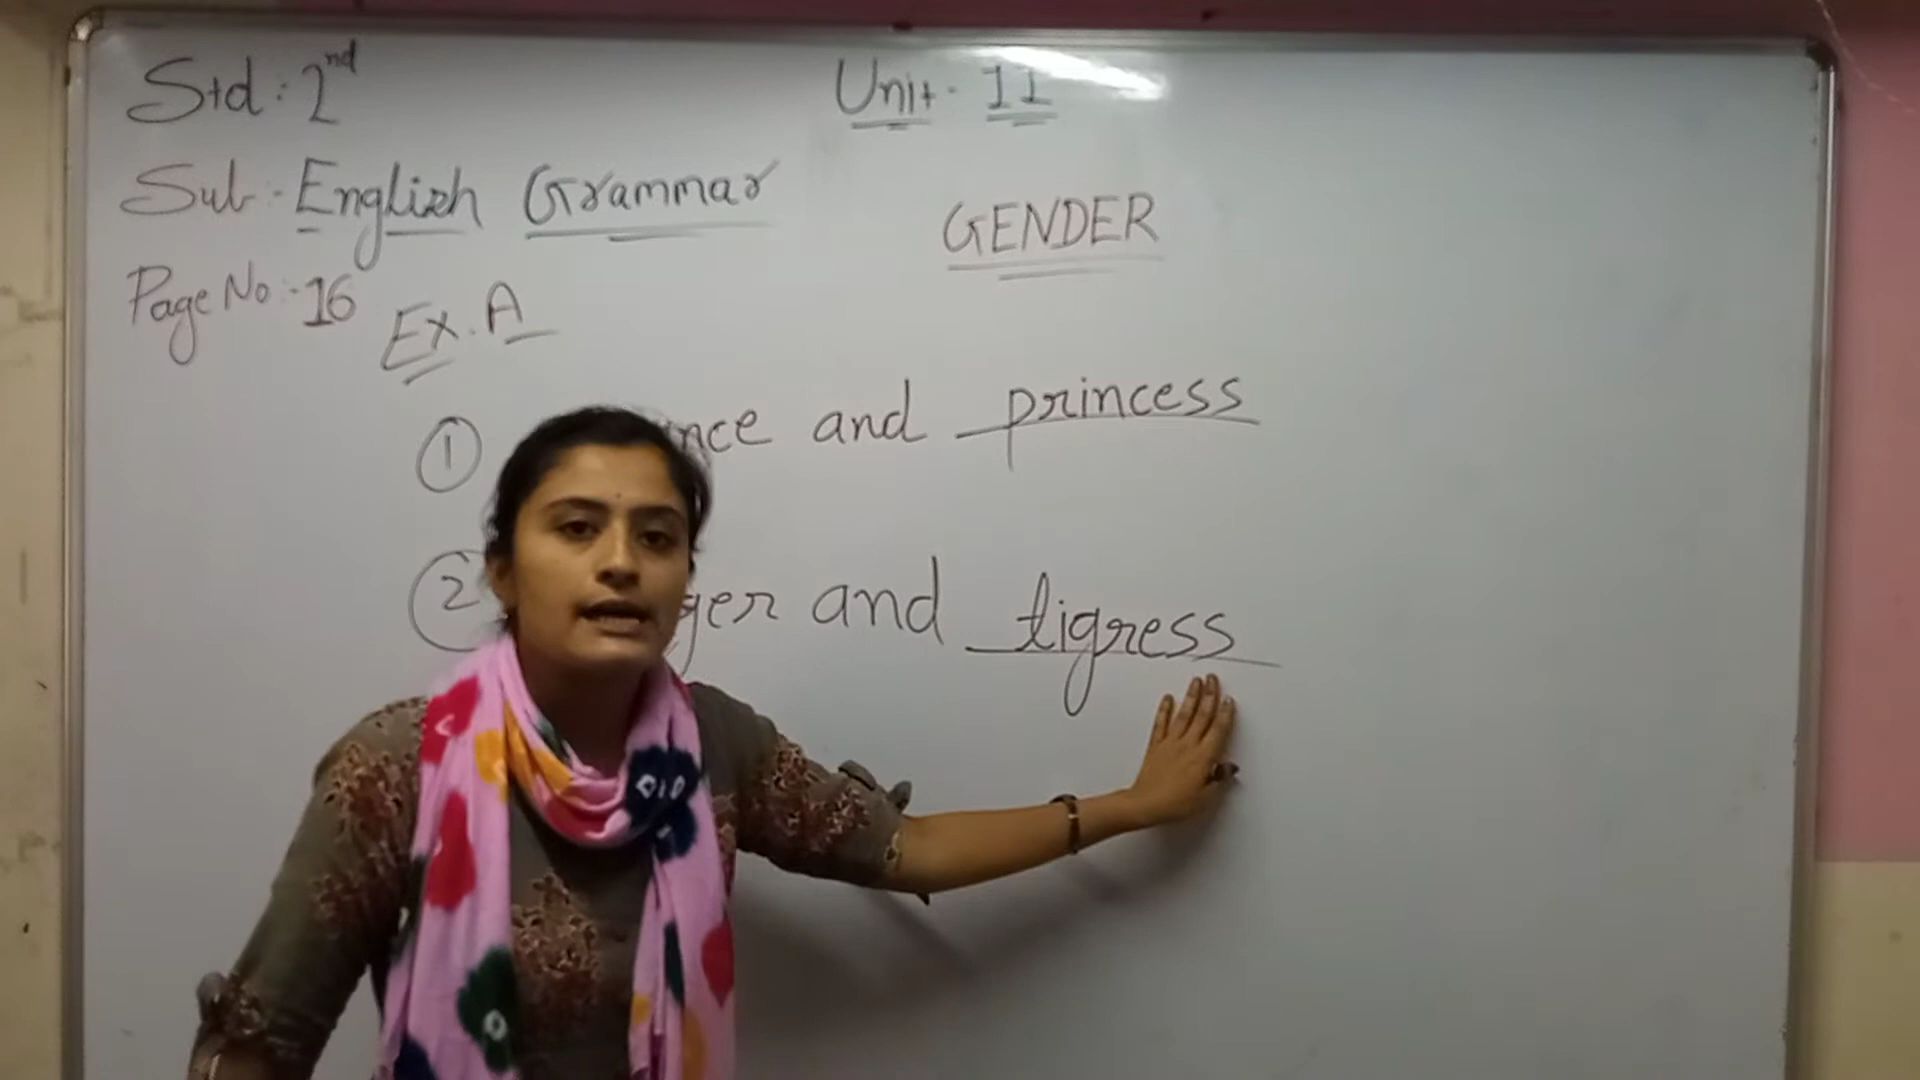 Std: 2nd
Unit - 11
Sub:- English Grammar
GENDER
Page No:- 16
Ex. A
① nce and princess
② ger and tigress